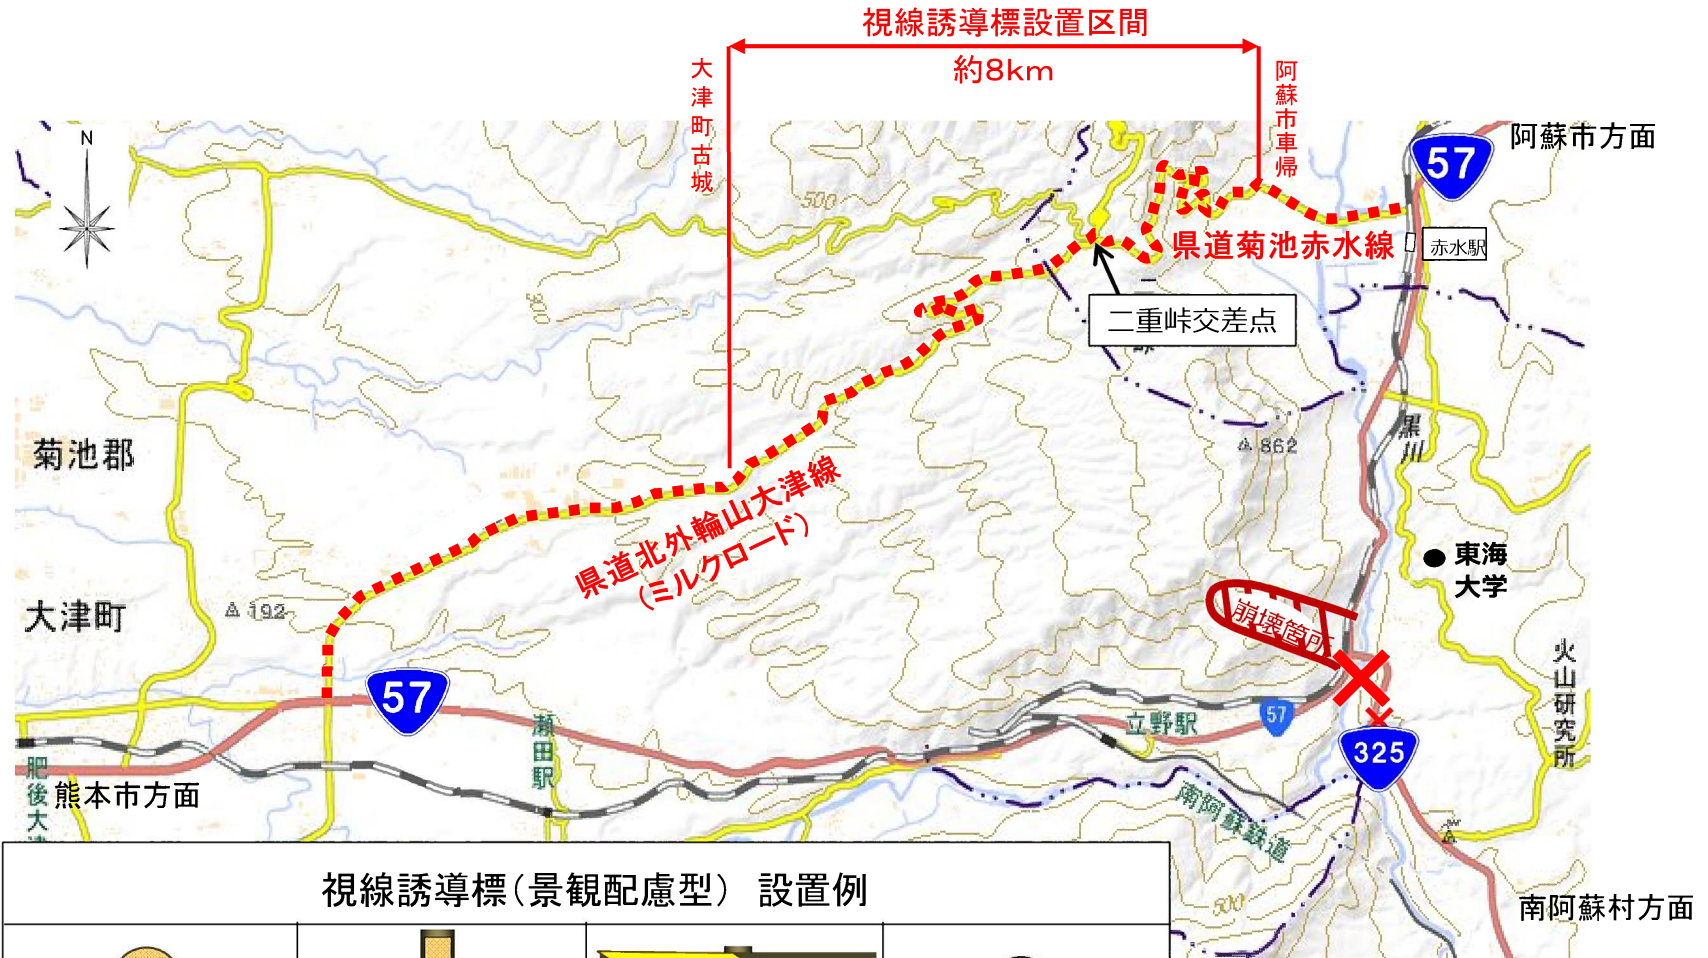 視線誘導標設置区間
約8km
大津町古城
阿蘇市車帰
N
57
阿蘇市方面
500
県道菊池赤水線
赤水駅
二重峠交差点
菊池郡
862
黒川
県道北外輪山大津線
(ミルクロード)
東海
大学
大津町
192
崩壊箇所
火山研究所
57
瀬田駅
立野駅
57
325
肥後大津
熊本市方面
南阿蘇鉄道
500
南阿蘇村方面
視線誘導標(景観配慮型) 設置例